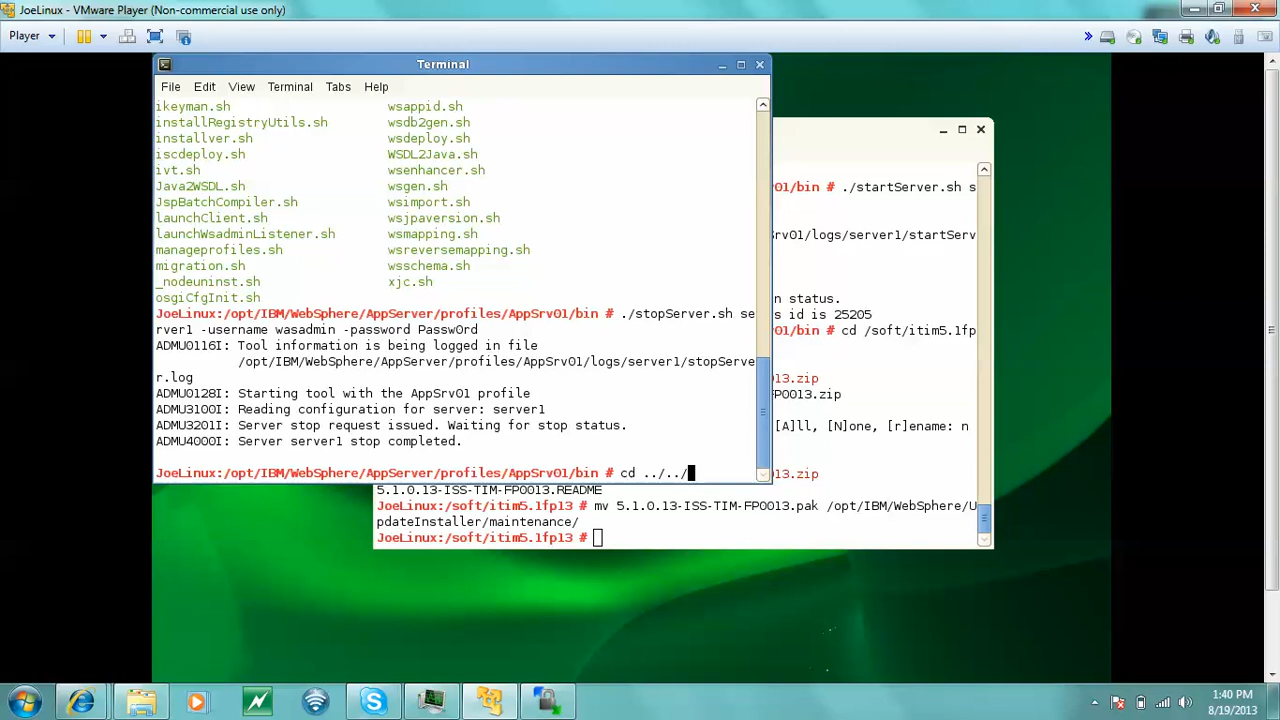 JoeLinux - VMware Player (Non-commercial use only)
Player
Terminal
File Edit View Terminal Tabs Help
ikeyman.sh wsappid.sh
installRegistryUtils.sh wsdb2gen.sh
installver.sh wsdeploy.sh
iscdeploy.sh WSDL2Java.sh
ivt.sh wsenhancer.sh
Java2WSDL.sh wsgen.sh
JspBatchCompiler.sh wsimport.sh
launchClient.sh wsjpaversion.sh
launchWsadminListener.sh wsmapping.sh
manageprofiles.sh wsreversemapping.sh
migration.sh wsschema.sh
_nodeuninst.sh xjc.sh
osgiCfgInit.sh
JoeLinux:/opt/IBM/WebSphere/AppServer/profiles/AppSrv01/bin # ./stopServer.sh se
rver1 -username wasadmin -password Passw0rd
ADMU0116I: Tool information is being logged in file
/opt/IBM/WebSphere/AppServer/profiles/AppSrv01/logs/server1/stopServe
r.log
ADMU0128I: Starting tool with the AppSrv01 profile
ADMU3100I: Reading configuration for server: server1
ADMU3201I: Server stop request issued. Waiting for stop status.
ADMU4000I: Server server1 stop completed.
JoeLinux:/opt/IBM/WebSphere/AppServer/profiles/AppSrv01/bin # cd ../../
01/bin # ./startServer.sh s
Srv01/logs/server1/startServ
n status.
s id is 25205
01/bin # cd /soft/itim5.1fp
013.zip
FP0013.zip
[A]ll, [N]one, [r]ename: n
013.zip
5.1.0.13-ISS-TIM-FP0013.README
JoeLinux:/soft/itim5.1fp13 # mv 5.1.0.13-ISS-TIM-FP0013.pak /opt/IBM/WebSphere/U
pdateInstaller/maintenance/
JoeLinux:/soft/itim5.1fp13 #
1:40 PM
8/19/2013